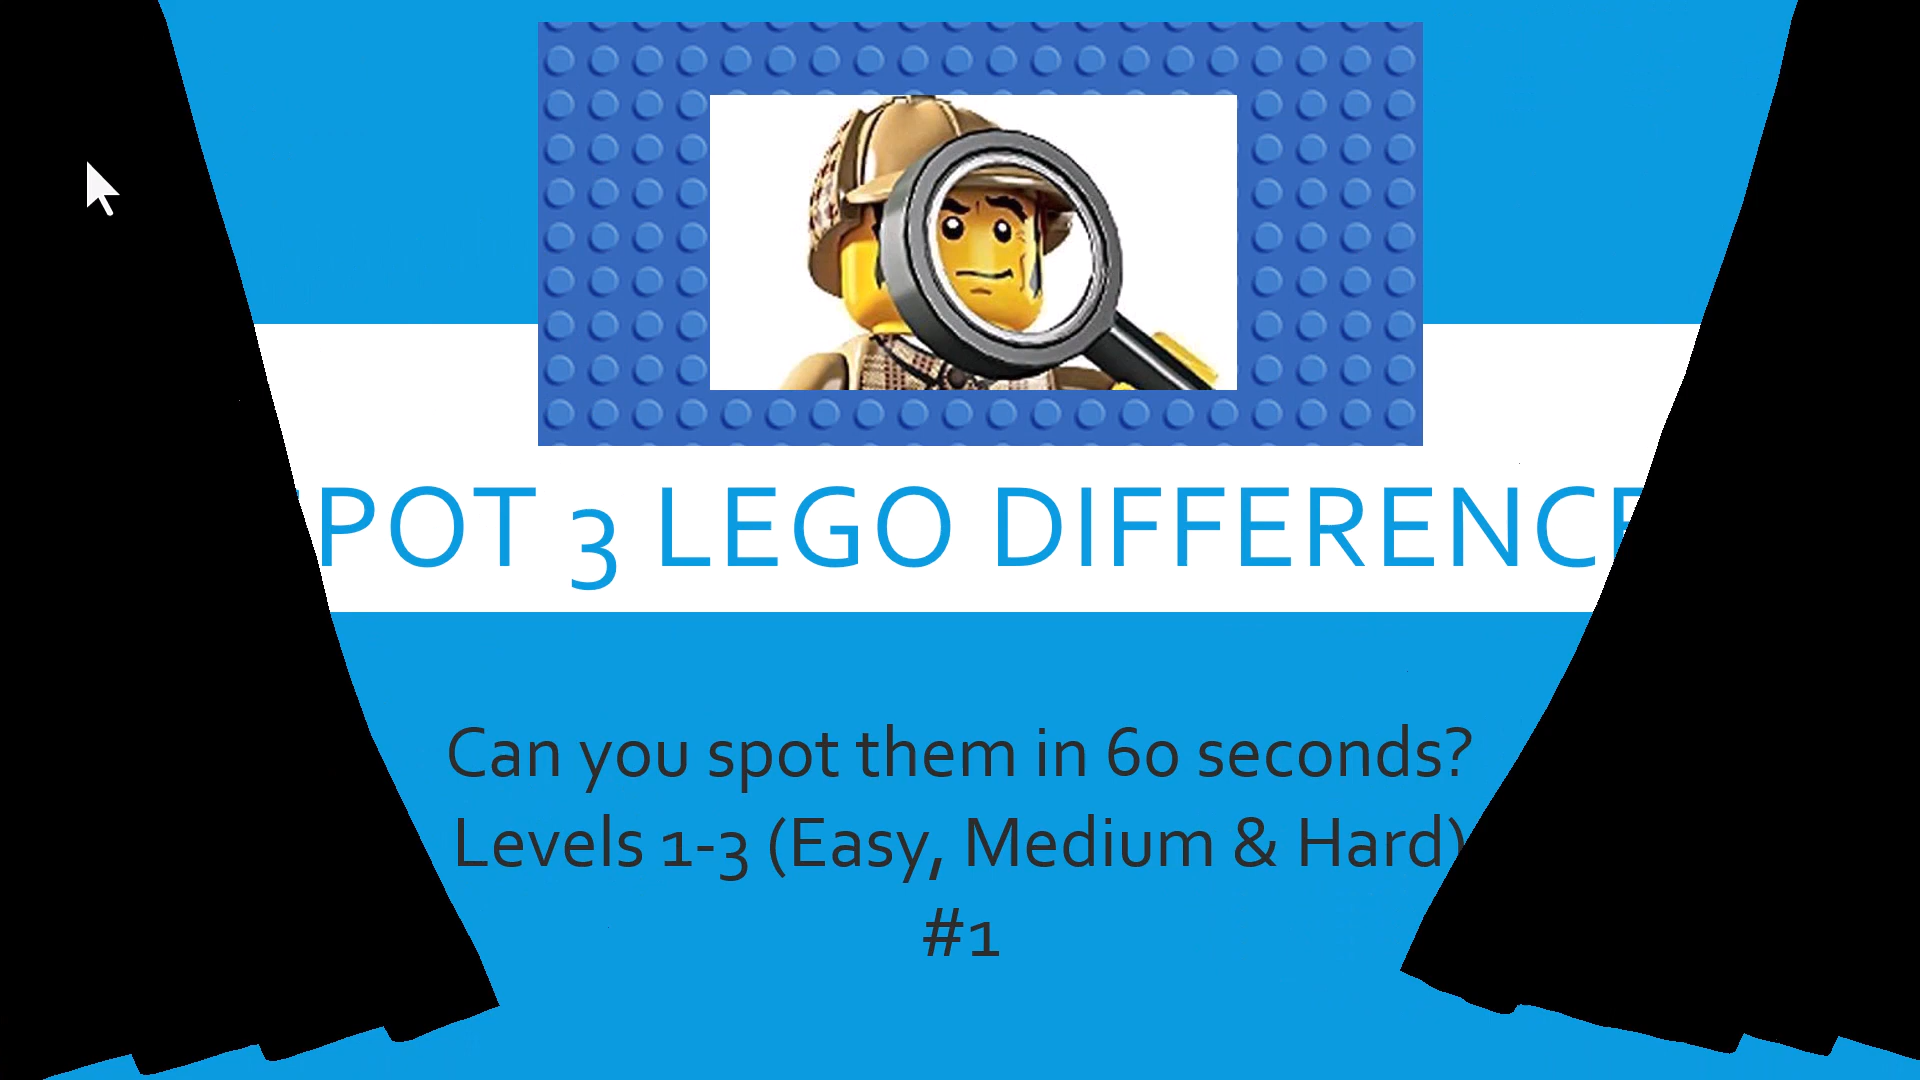 POT 3 LEGO DIFFERENC
Can you spot them in 60 seconds?
Levels 1-3 (Easy, Medium & Hard)
#1